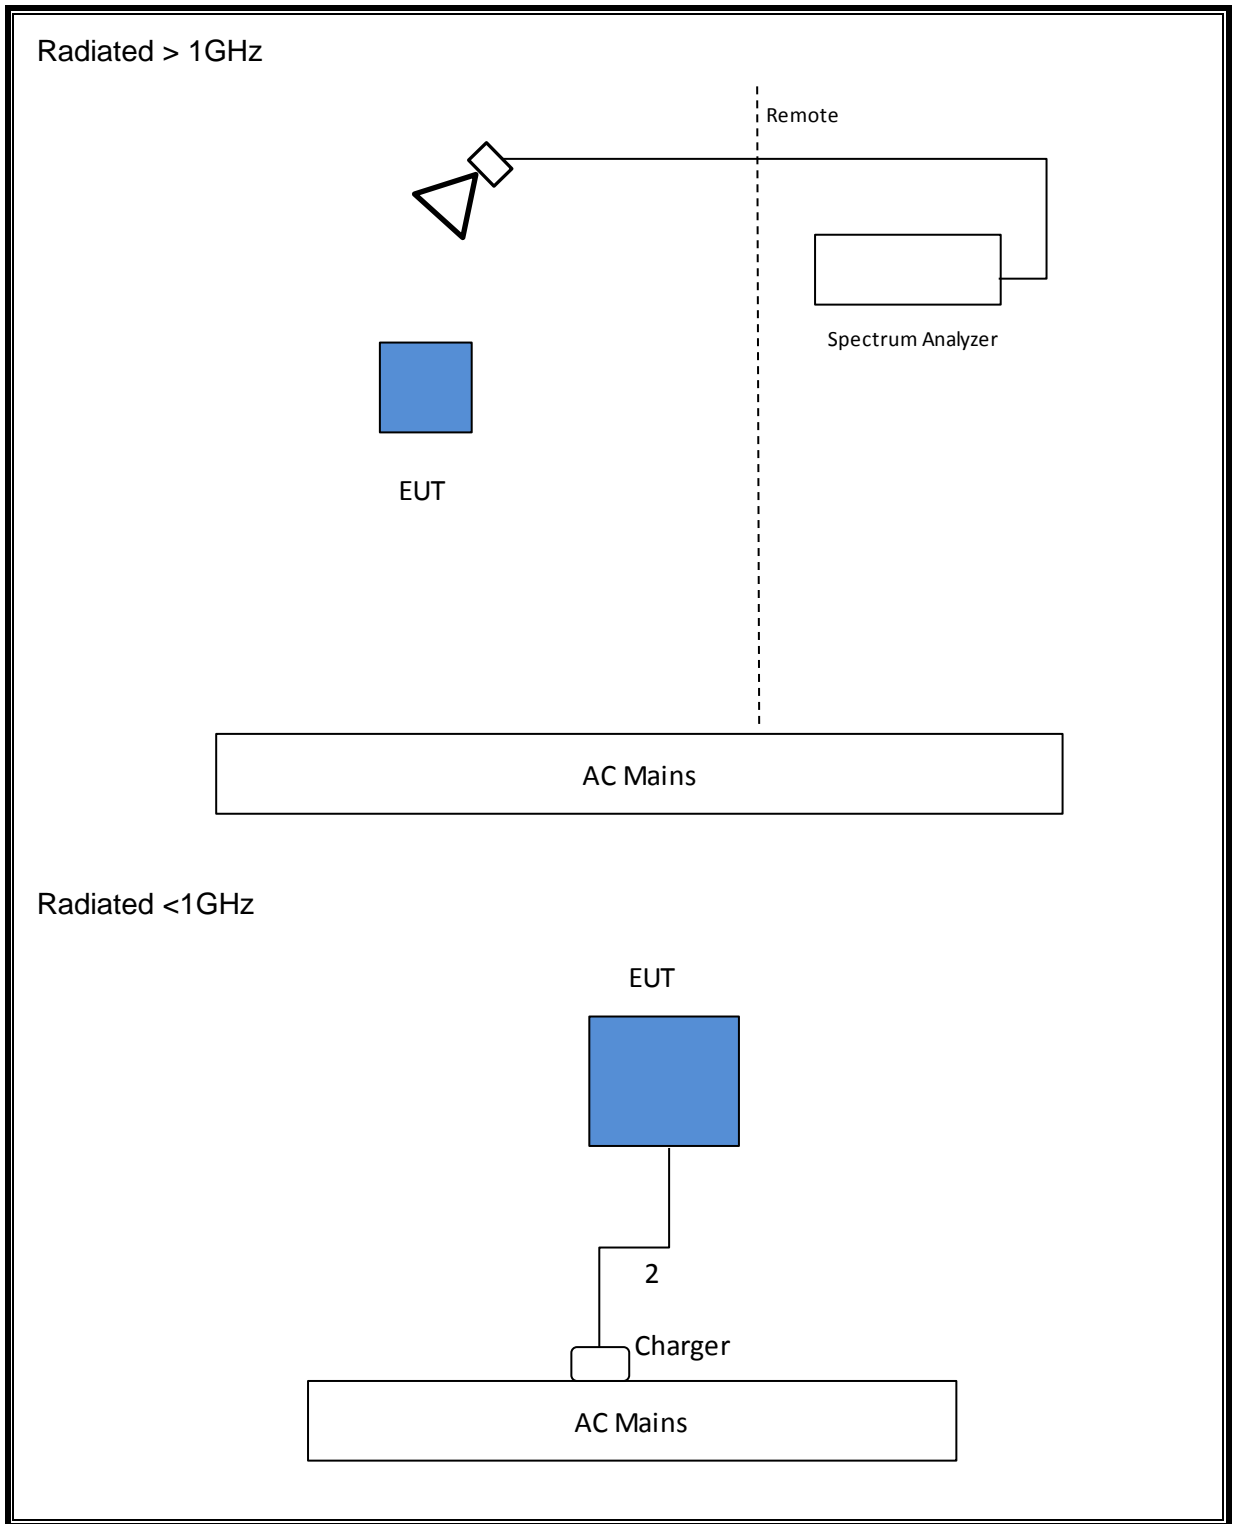 Radiated > 1GHz
Remote
Spectrum Analyzer
EUT
AC Mains
Radiated <1GHz
EUT
2
Charger
AC Mains